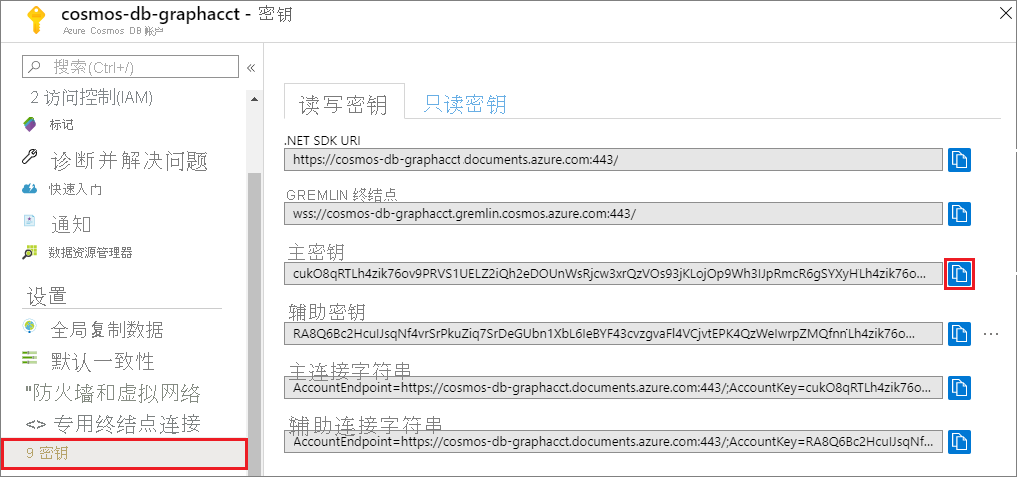 cosmos-db-graphacct - 密钥
Azure Cosmos DB 帐户
搜索(Ctrl+/)
«
2 访问控制(IAM)
标记
诊断并解决问题
快速入门
通知
数据资源管理器
设置
全局复制数据
默认一致性
"防火墙和虚拟网络
<> 专用终结点连接
9 密钥
读写密钥
只读密钥
.NET SDK URI
https://cosmos-db-graphacct.documents.azure.com:443/
GREMLIN 终结点
wss://cosmos-db-graphacct.gremlin.cosmos.azure.com:443/
主密钥
cukO8qRTLh4zik76ov9PRVS1UELZ2iQh2eDOUnWsRjcw3xrQzVOs93jKLojOp9Wh3IJpRmcR6gSYXyHLh4zik76o...
辅助密钥
RA8Q6Bc2HcuIJsqNf4vrSrPkuZiq7SrDeGUbn1XbL6IeBYF43cvzgvaFl4VCjvtEPK4QzWeIwrpZMQfnnLh4zik76o...
主连接字符串
AccountEndpoint=https://cosmos-db-graphacct.documents.azure.com:443/;AccountKey=cukO8qRTLh4zik76o...
辅助连接字符串
AccountEndpoint=https://cosmos-db-graphacct.documents.azure.com:443/;AccountKey=RA8Q6Bc2HcuIJsqNf...